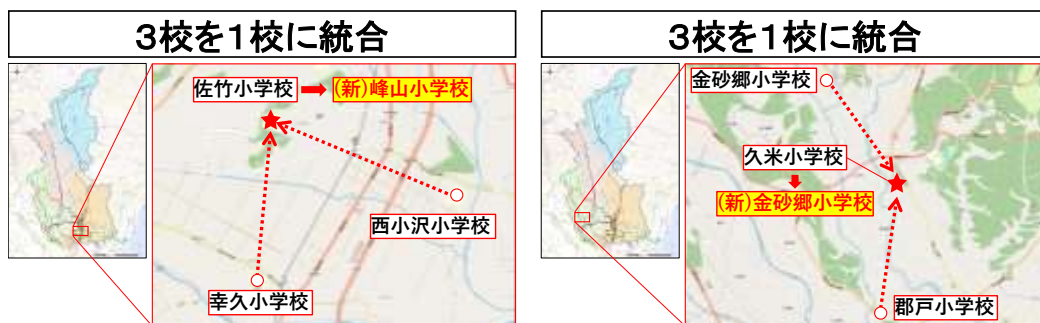 3校を1校に統合
佐竹小学校
(新)峰山小学校
西小沢小学校
幸久小学校
3校を1校に統合
金砂郷小学校
久米小学校
(新)金砂郷小学校
郡戸小学校